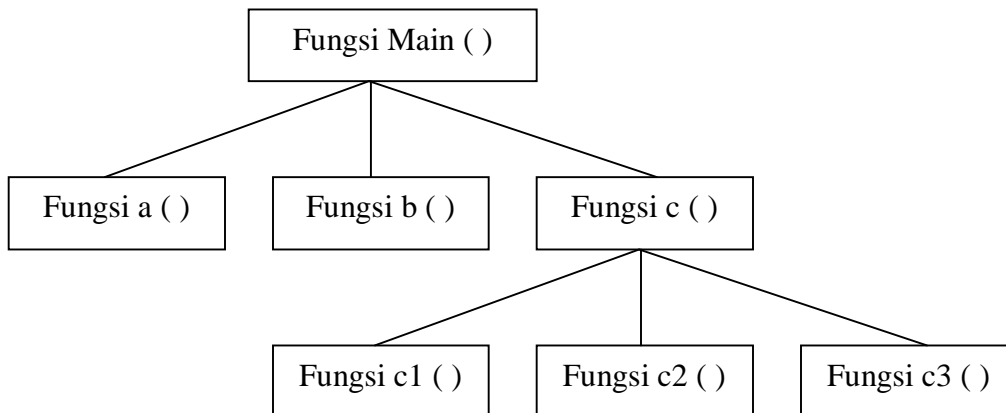 Fungsi Main ( )
Fungsi a ( )
Fungsi b ( )
Fungsi c ( )
Fungsi c1 ( )
Fungsi c2 ( )
Fungsi c3 ( )